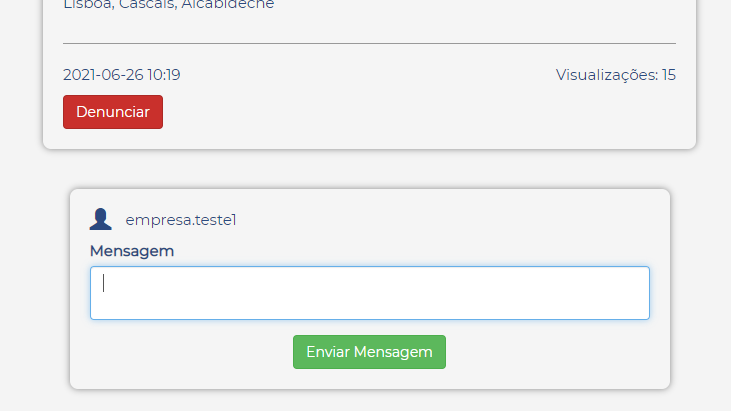 Lisboa, Cascais, Alcabideche
2021-06-26 10:19 Visualizações: 15
Denunciar
empresa.teste1
Mensagem
Enviar Mensagem